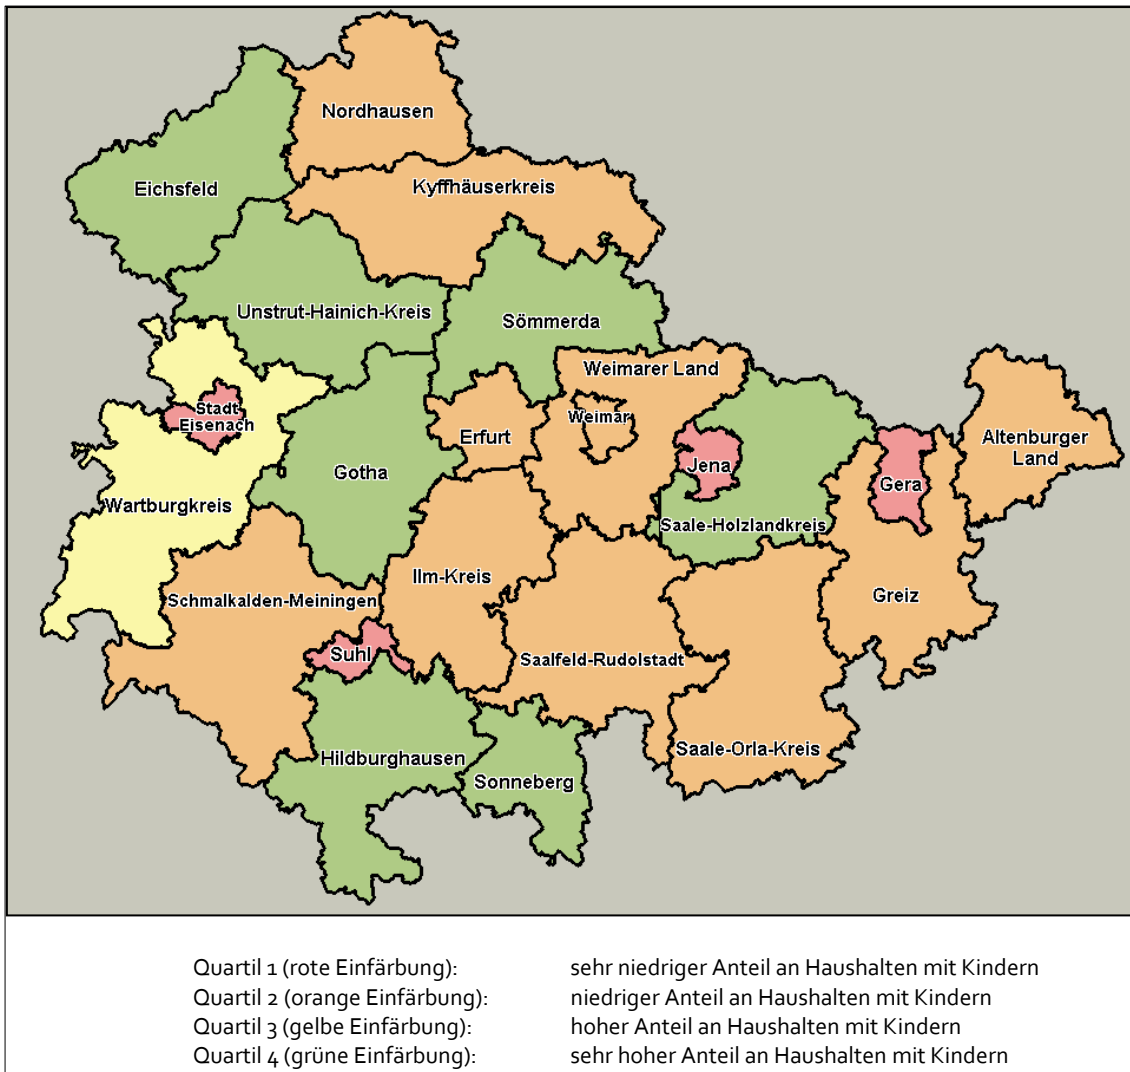 Nordhausen
Kyffhäuserkreis
Eichsfeld
Unstrut-Hainich-Kreis
Sömmerda
Weimarer Land
Weimar
Stadt
Eisenach
Erfurt
Altenburger
Land
Gotha
Jena
Gera
Wartburgkreis
Saale-Holzlandkreis
Ilm-Kreis
Greiz
Schmalkalden-Meiningen
Suhl
Saalfeld-Rudolstadt
Saale-Orla-Kreis
Hildburghausen
Sonneberg
Quartil 1 (rote Einfärbung): sehr niedriger Anteil an Haushalten mit Kindern
Quartil 2 (orange Einfärbung): niedriger Anteil an Haushalten mit Kindern
Quartil 3 (gelbe Einfärbung): hoher Anteil an Haushalten mit Kindern
Quartil 4 (grüne Einfärbung): sehr hoher Anteil an Haushalten mit Kindern